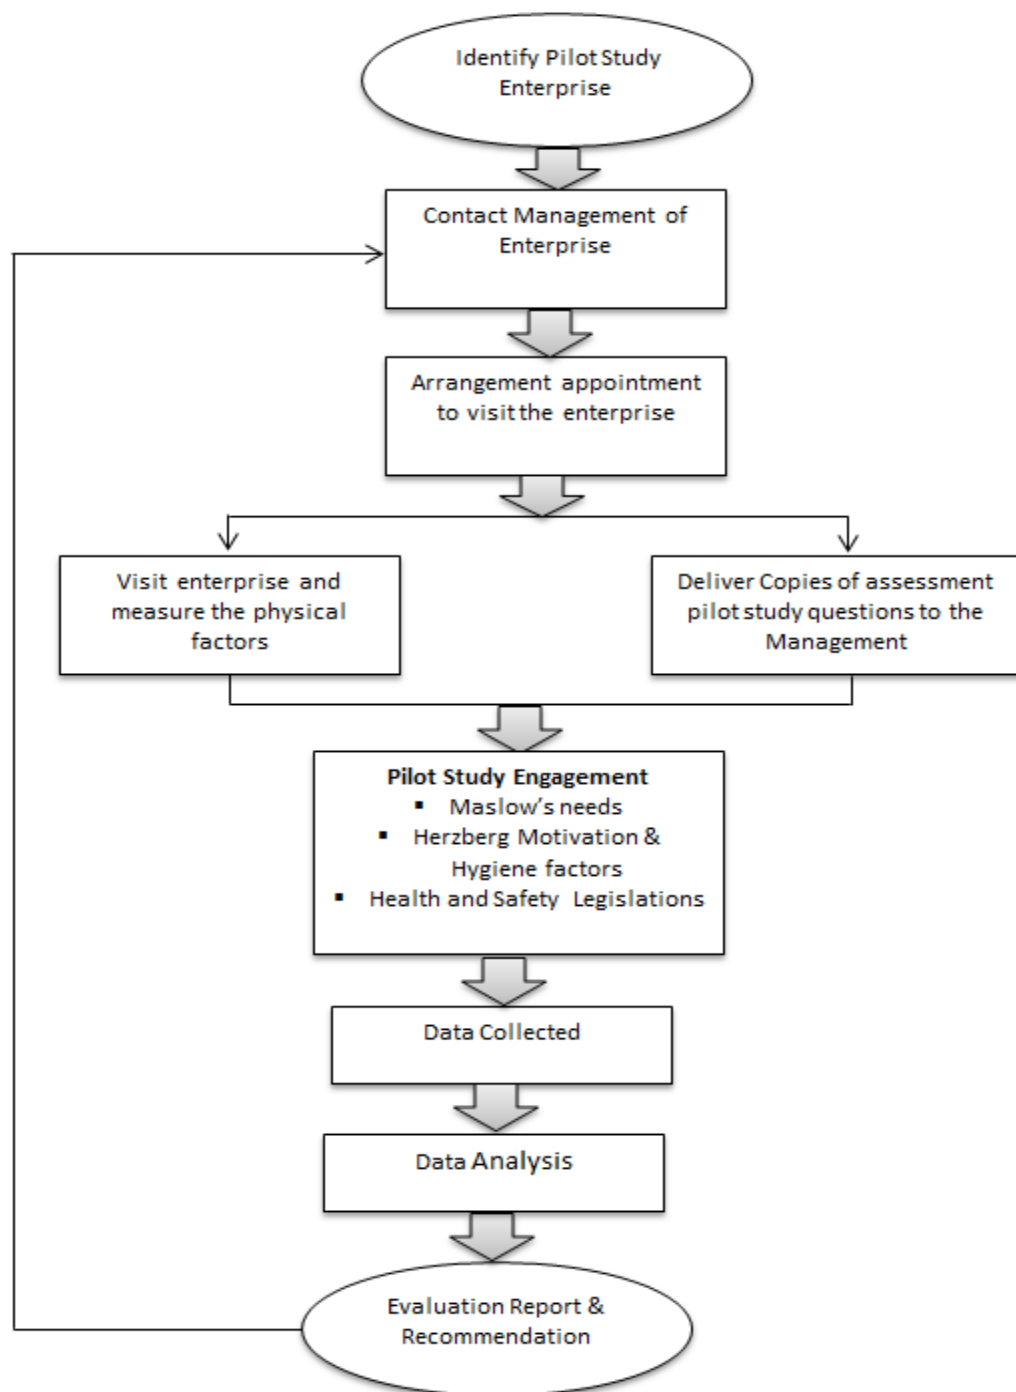 Identify Pilot Study
Enterprise
Contact Management of
Enterprise
Arrangement appointment
to visit the enterprise
Visit enterprise and
measure the physical
factors
Deliver Copies of assessment
pilot study questions to the
Management
Pilot Study Engagement
▪ Maslow's needs
▪ Herzberg Motivation &
Hygiene factors
▪ Health and Safety Legislations
Data Collected
Data Analysis
Evaluation Report &
Recommendation